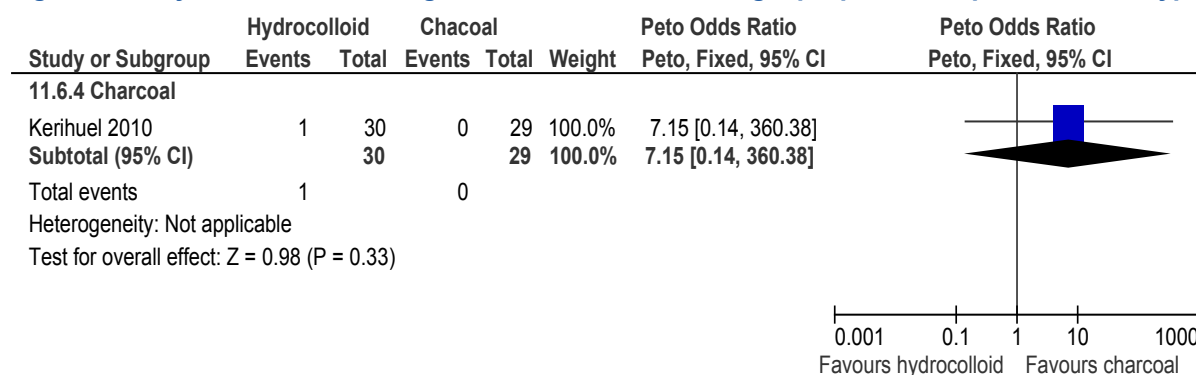 Hydrocolloid Chacoal Peto Odds Ratio Peto Odds Ratio
Study or Subgroup Events Total Events Total Weight Peto, Fixed, 95% CI Peto, Fixed, 95% CI
11.6.4 Charcoal
Kerihuel 2010 1 30 0 29 100.0% 7.15 [0.14, 360.38]
Subtotal (95% CI) 30 29 100.0% 7.15 [0.14, 360.38]
Total events 1 0
Heterogeneity: Not applicable
Test for overall effect: Z = 0.98 (P = 0.33)
0.001 0.1 1 10 1000
Favours hydrocolloid Favours charcoal